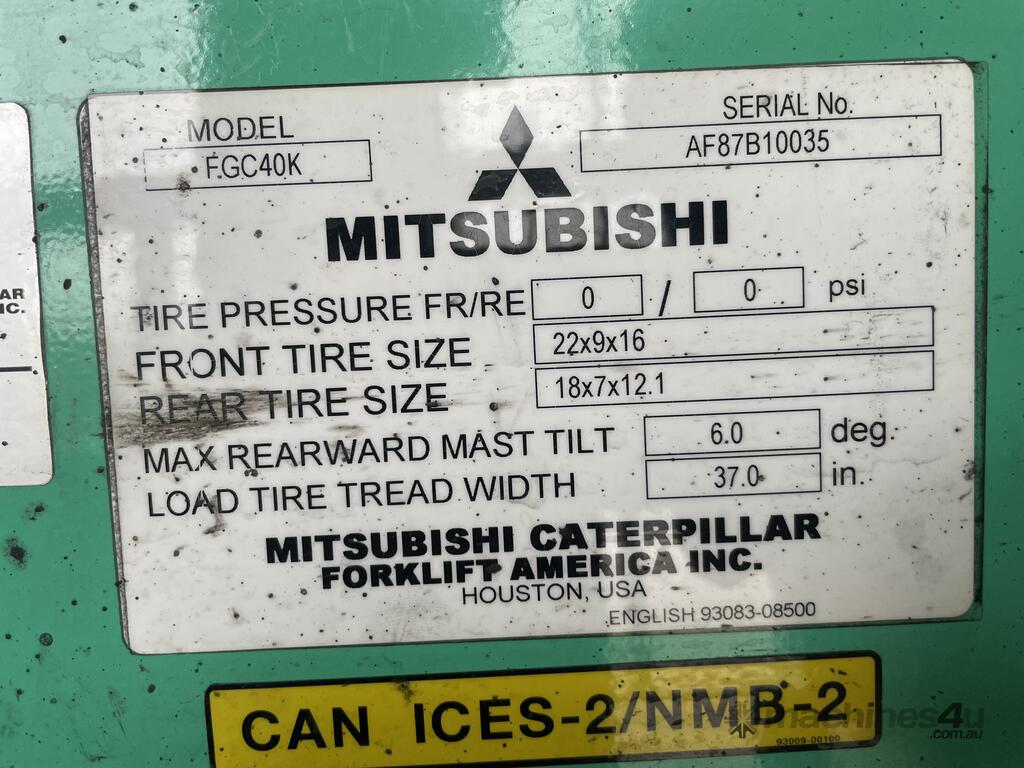 MODEL
FGC40K
SERIAL No.
AF87B10035
MITSUBISHI
TIRE PRESSURE FR/RE 0 / 0 psi
FRONT TIRE SIZE 22x9x16
REAR TIRE SIZE 18x7x12.1
MAX REARWARD MAST TILT 6.0 deg.
LOAD TIRE TREAD WIDTH 37.0 in.
MITSUBISHI CATERPILLAR
FORKLIFT AMERICA INC.
HOUSTON, USA
ENGLISH 93083-08500
AR
IC.
CAN ICES-2/NMB-2
93009-00100
machines4u
.com.au